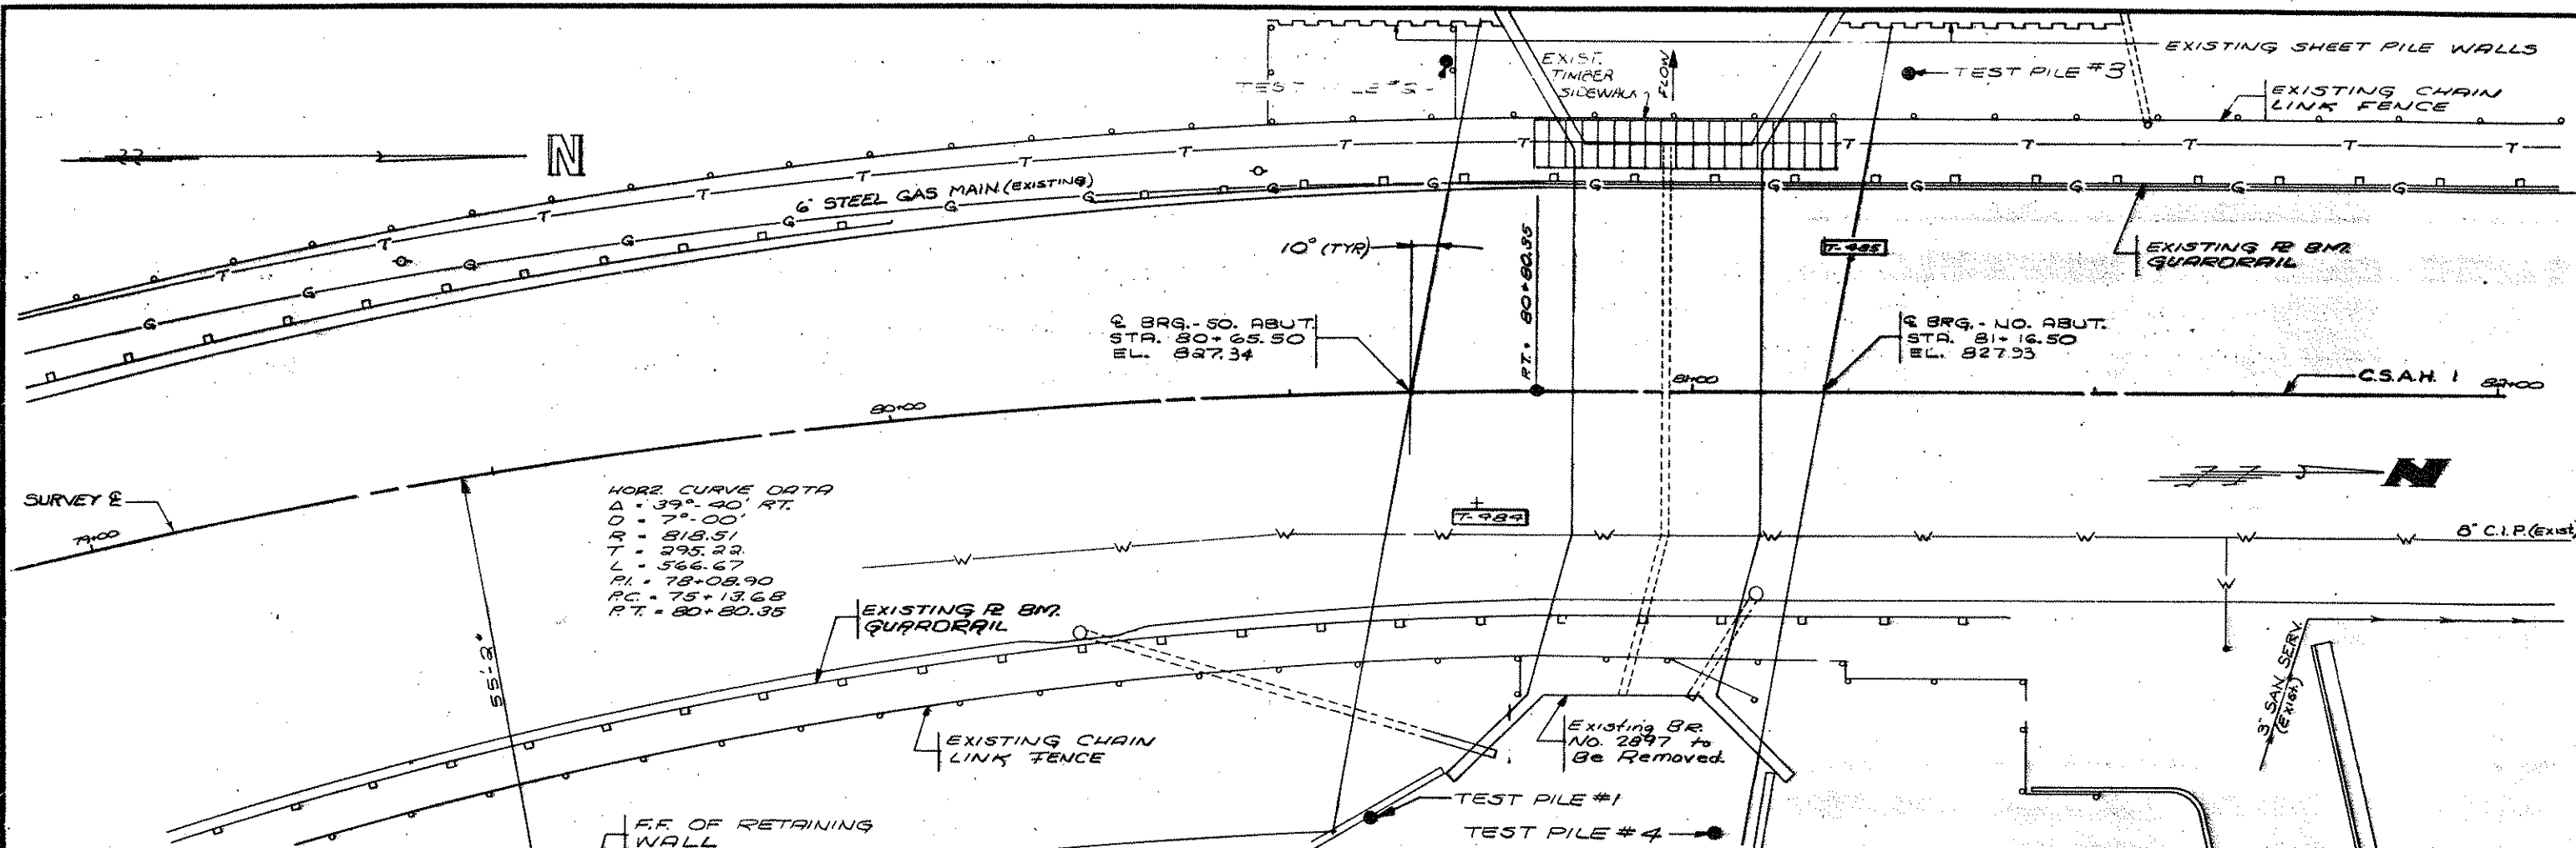 EXISTING SHEET PILE WALLS
EXIST.
TIMBER
SIDEWALK
FLOW
TEST PILE #3
TEST
EXISTING CHAIN
LINK FENCE
N
T T T T T T T T T T T T T
6" STEEL GAS MAIN (EXISTING)
G G G G G G G G G G G G G G
10° (TYP.)
P.T. = 80+80.35
T-485
EXISTING PL BM.
GUARDRAIL
℄ BRG. - SO. ABUT.
STA. 80+65.50
EL. 827.34
℄ BRG. - NO. ABUT.
STA. 81+16.50
EL. 827.93
C.S.A.H. 1
79+00
80+00
81+00
82+00
SURVEY ℄
HORZ. CURVE DATA
Δ = 39°-40' RT.
D = 7°-00'
R = 818.51
T = 295.22
L = 566.67
P.I. = 78+08.90
P.C. = 75+13.68
P.T. = 80+80.35
N
T-484
W W W W W W W W W W W
8" C.I.P. (EXIST)
EXISTING PL BM.
GUARDRAIL
55'-2"
EXISTING CHAIN
LINK FENCE
Existing BR.
NO. 2897 to
Be Removed.
3" SAN. SERV.
(EXIST.)
TEST PILE #1
TEST PILE #4
F.F. OF RETAINING
WALL